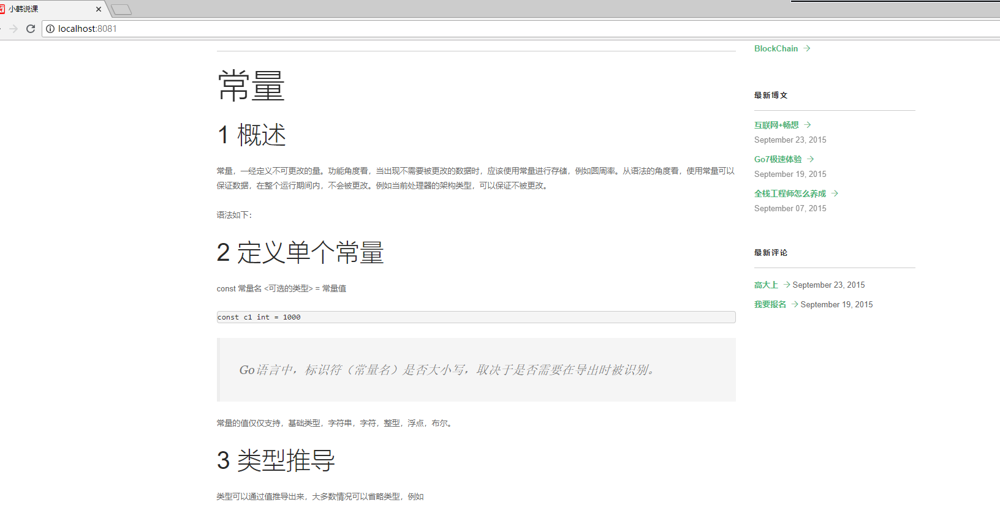 小韩说课
localhost:8081
常量
1 概述
常量，一经定义不可更改的量。功能角度看，当出现不需要被更改的数据时，应该使用常量进行存储，例如圆周率。从语法的角度看，使用常量可以
保证数据，在整个运行期间内，不会被更改。例如当前处理器的架构类型，可以保证不被更改。
语法如下：
2 定义单个常量
const 常量名 <可选的类型> = 常量值
const c1 int = 1000
Go语言中，标识符（常量名）是否大小写，取决于是否需要在导出时被识别。
常量的值仅仅支持，基础类型，字符串，字符，整型，浮点，布尔。
3 类型推导
类型可以通过值推导出来，大多数情况可以省略类型，例如
BlockChain →
最新博文
互联网+畅想 →
September 23, 2015
Go7极速体验 →
September 19, 2015
全栈工程师怎么养成 →
September 07, 2015
最新评论
高大上 → September 23, 2015
我要报名 → September 19, 2015